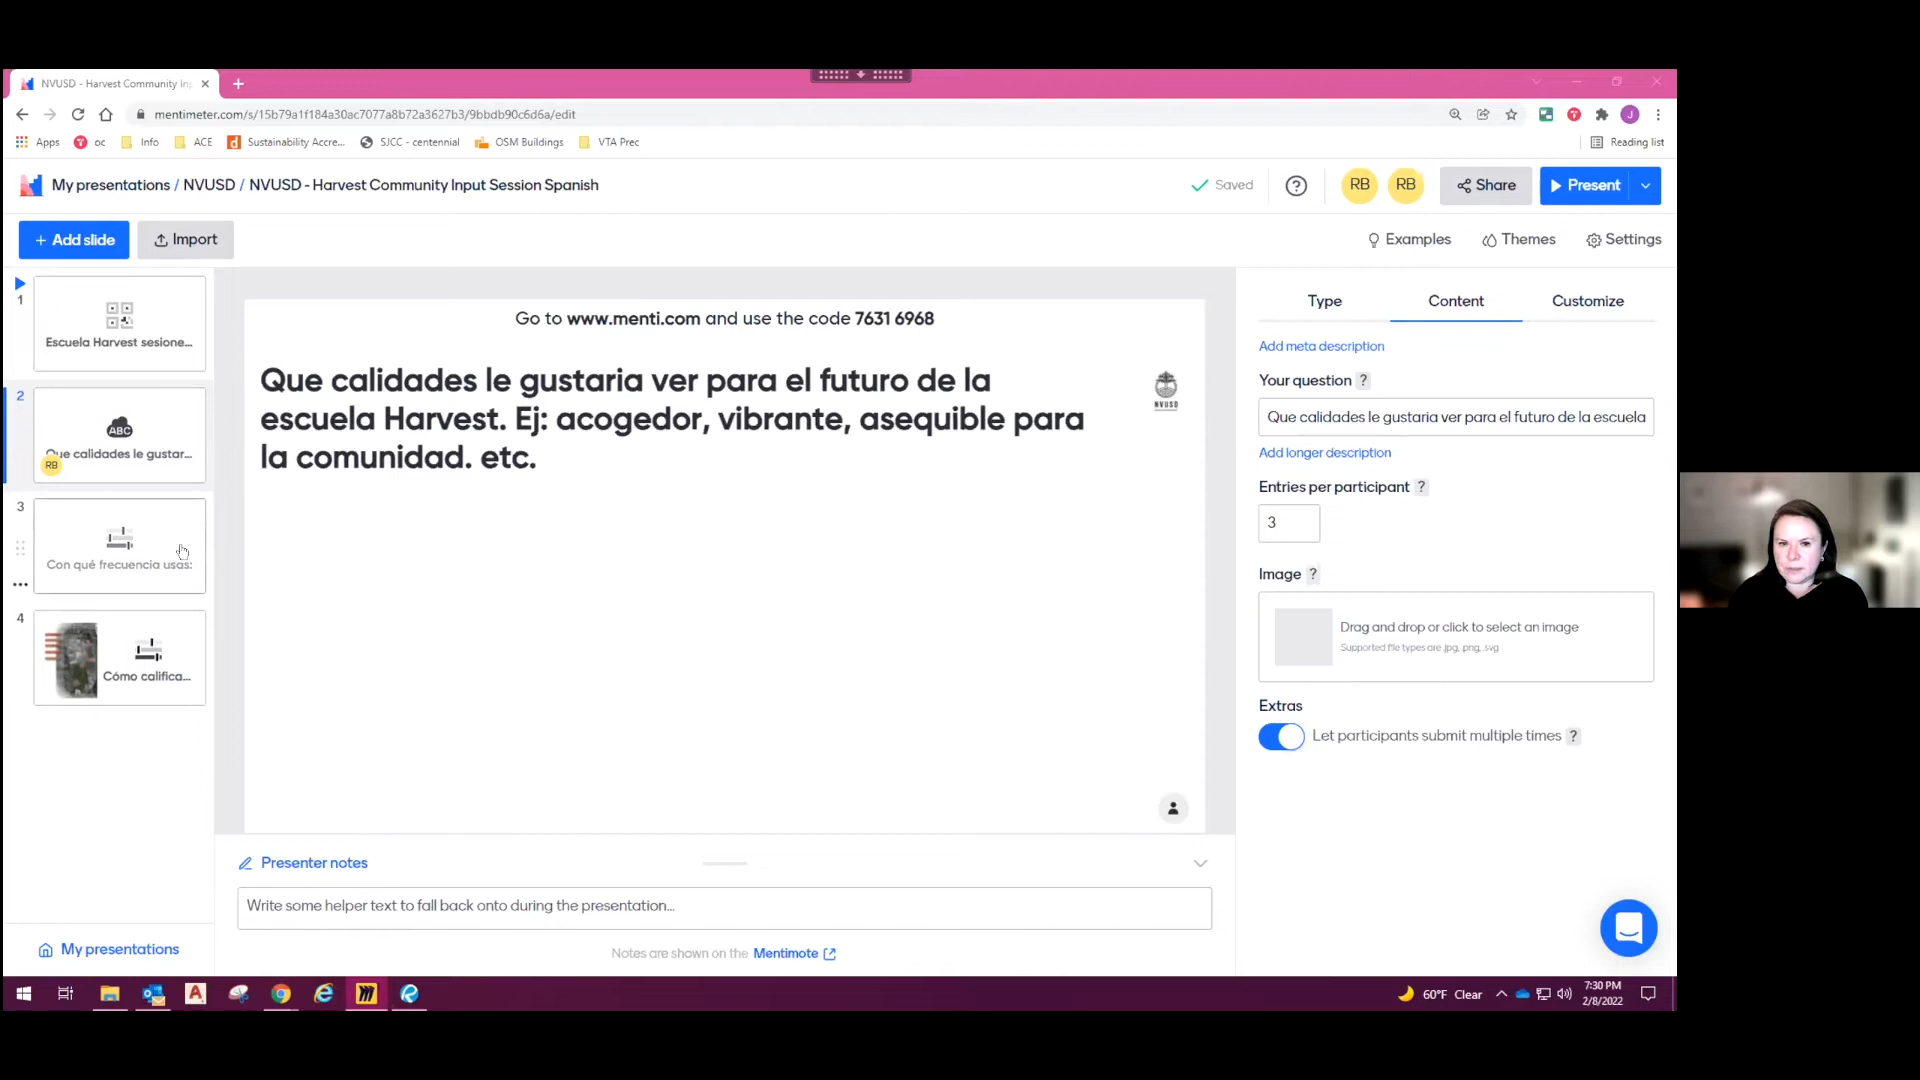 NVUSD - Harvest Community In
mentimeter.com/s/15b79a1f184a30ac7077a8b72a3627b3/9bbdb90c6d6a/edit
J
Apps
oc
Info
ACE
Sustainability Accre...
SJCC - centennial
OSM Buildings
VTA Prec
Reading list
My presentations / NVUSD / NVUSD - Harvest Community Input Session Spanish
Saved
RB
RB
Share
Present
+ Add slide
Import
Examples
Themes
Settings
1
Escuela Harvest sesione...
2
ABC
Que calidades le gustar...
RB
3
Con qué frecuencia usas:
4
Cómo califica...
Go to www.menti.com and use the code 7631 6968
Que calidades le gustaria ver para el futuro de la
escuela Harvest. Ej: acogedor, vibrante, asequible para
la comunidad. etc.
NVUSD
Type
Content
Customize
Add meta description
Your question ?
Que calidades le gustaria ver para el futuro de la escuela
Add longer description
Entries per participant ?
3
Image ?
Drag and drop or click to select an image
Supported file types are .jpg, .png, .svg
Extras
Let participants submit multiple times ?
Presenter notes
Write some helper text to fall back onto during the presentation...
Notes are shown on the Mentimote
My presentations
60°F Clear
7:30 PM
2/8/2022